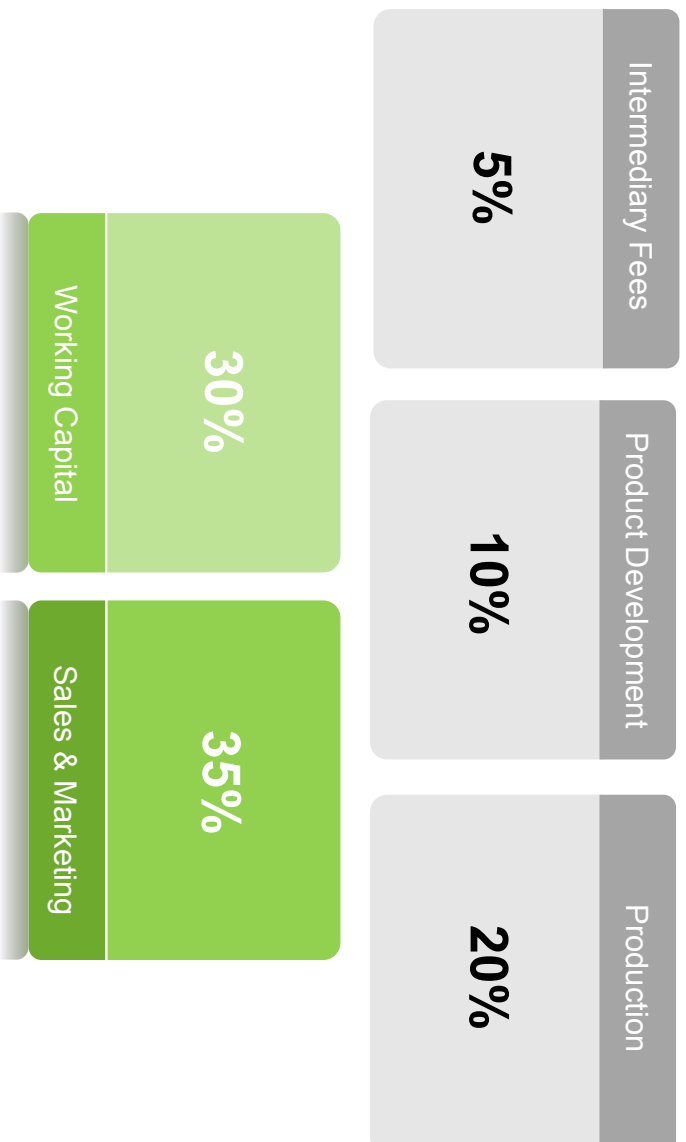 Intermediary Fees
5%
Product Development
10%
Production
20%
30%
Working Capital
35%
Sales & Marketing